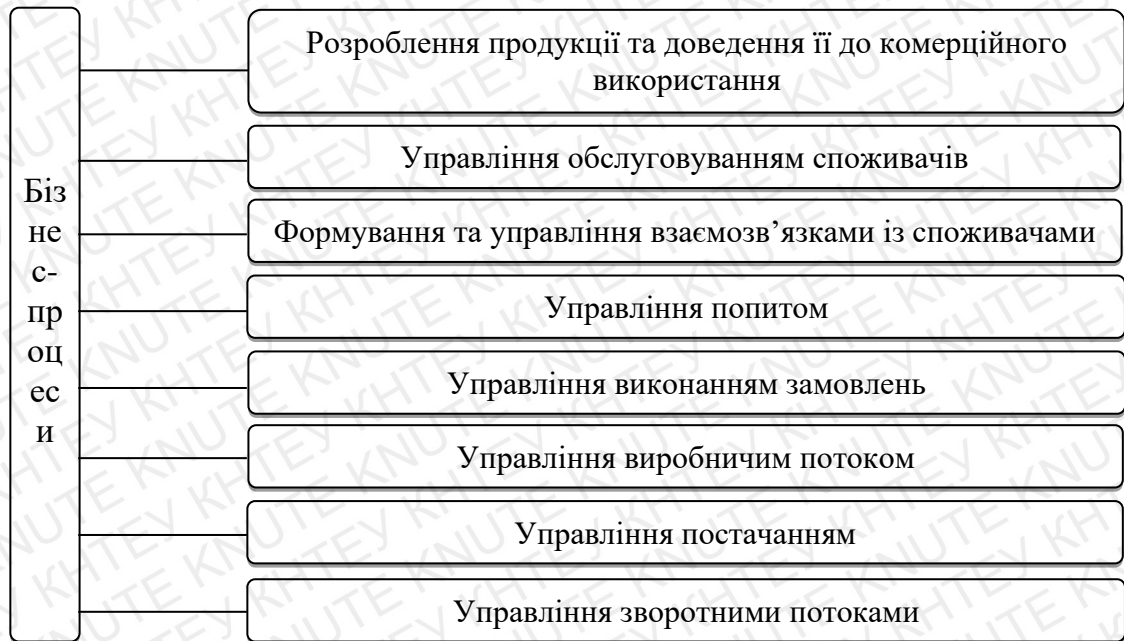 Біз
не
с-
пр
оц
ес
и
Розроблення продукції та доведення її до комерційного
використання
Управління обслуговуванням споживачів
Формування та управління взаємозв’язками із споживачами
Управління попитом
Управління виконанням замовлень
Управління виробничим потоком
Управління постачанням
Управління зворотними потоками